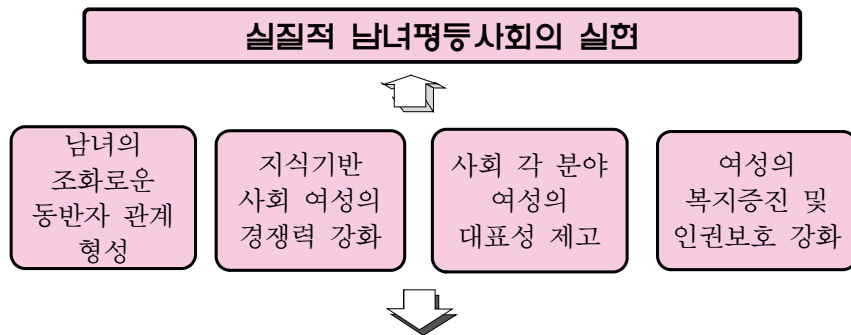 실질적 남녀평등사회의 실현
남녀의
조화로운
동반자 관계
형성
지식기반
사회 여성의
경쟁력 강화
사회 각 분야
여성의
대표성 제고
여성의
복지증진 및
인권보호 강화